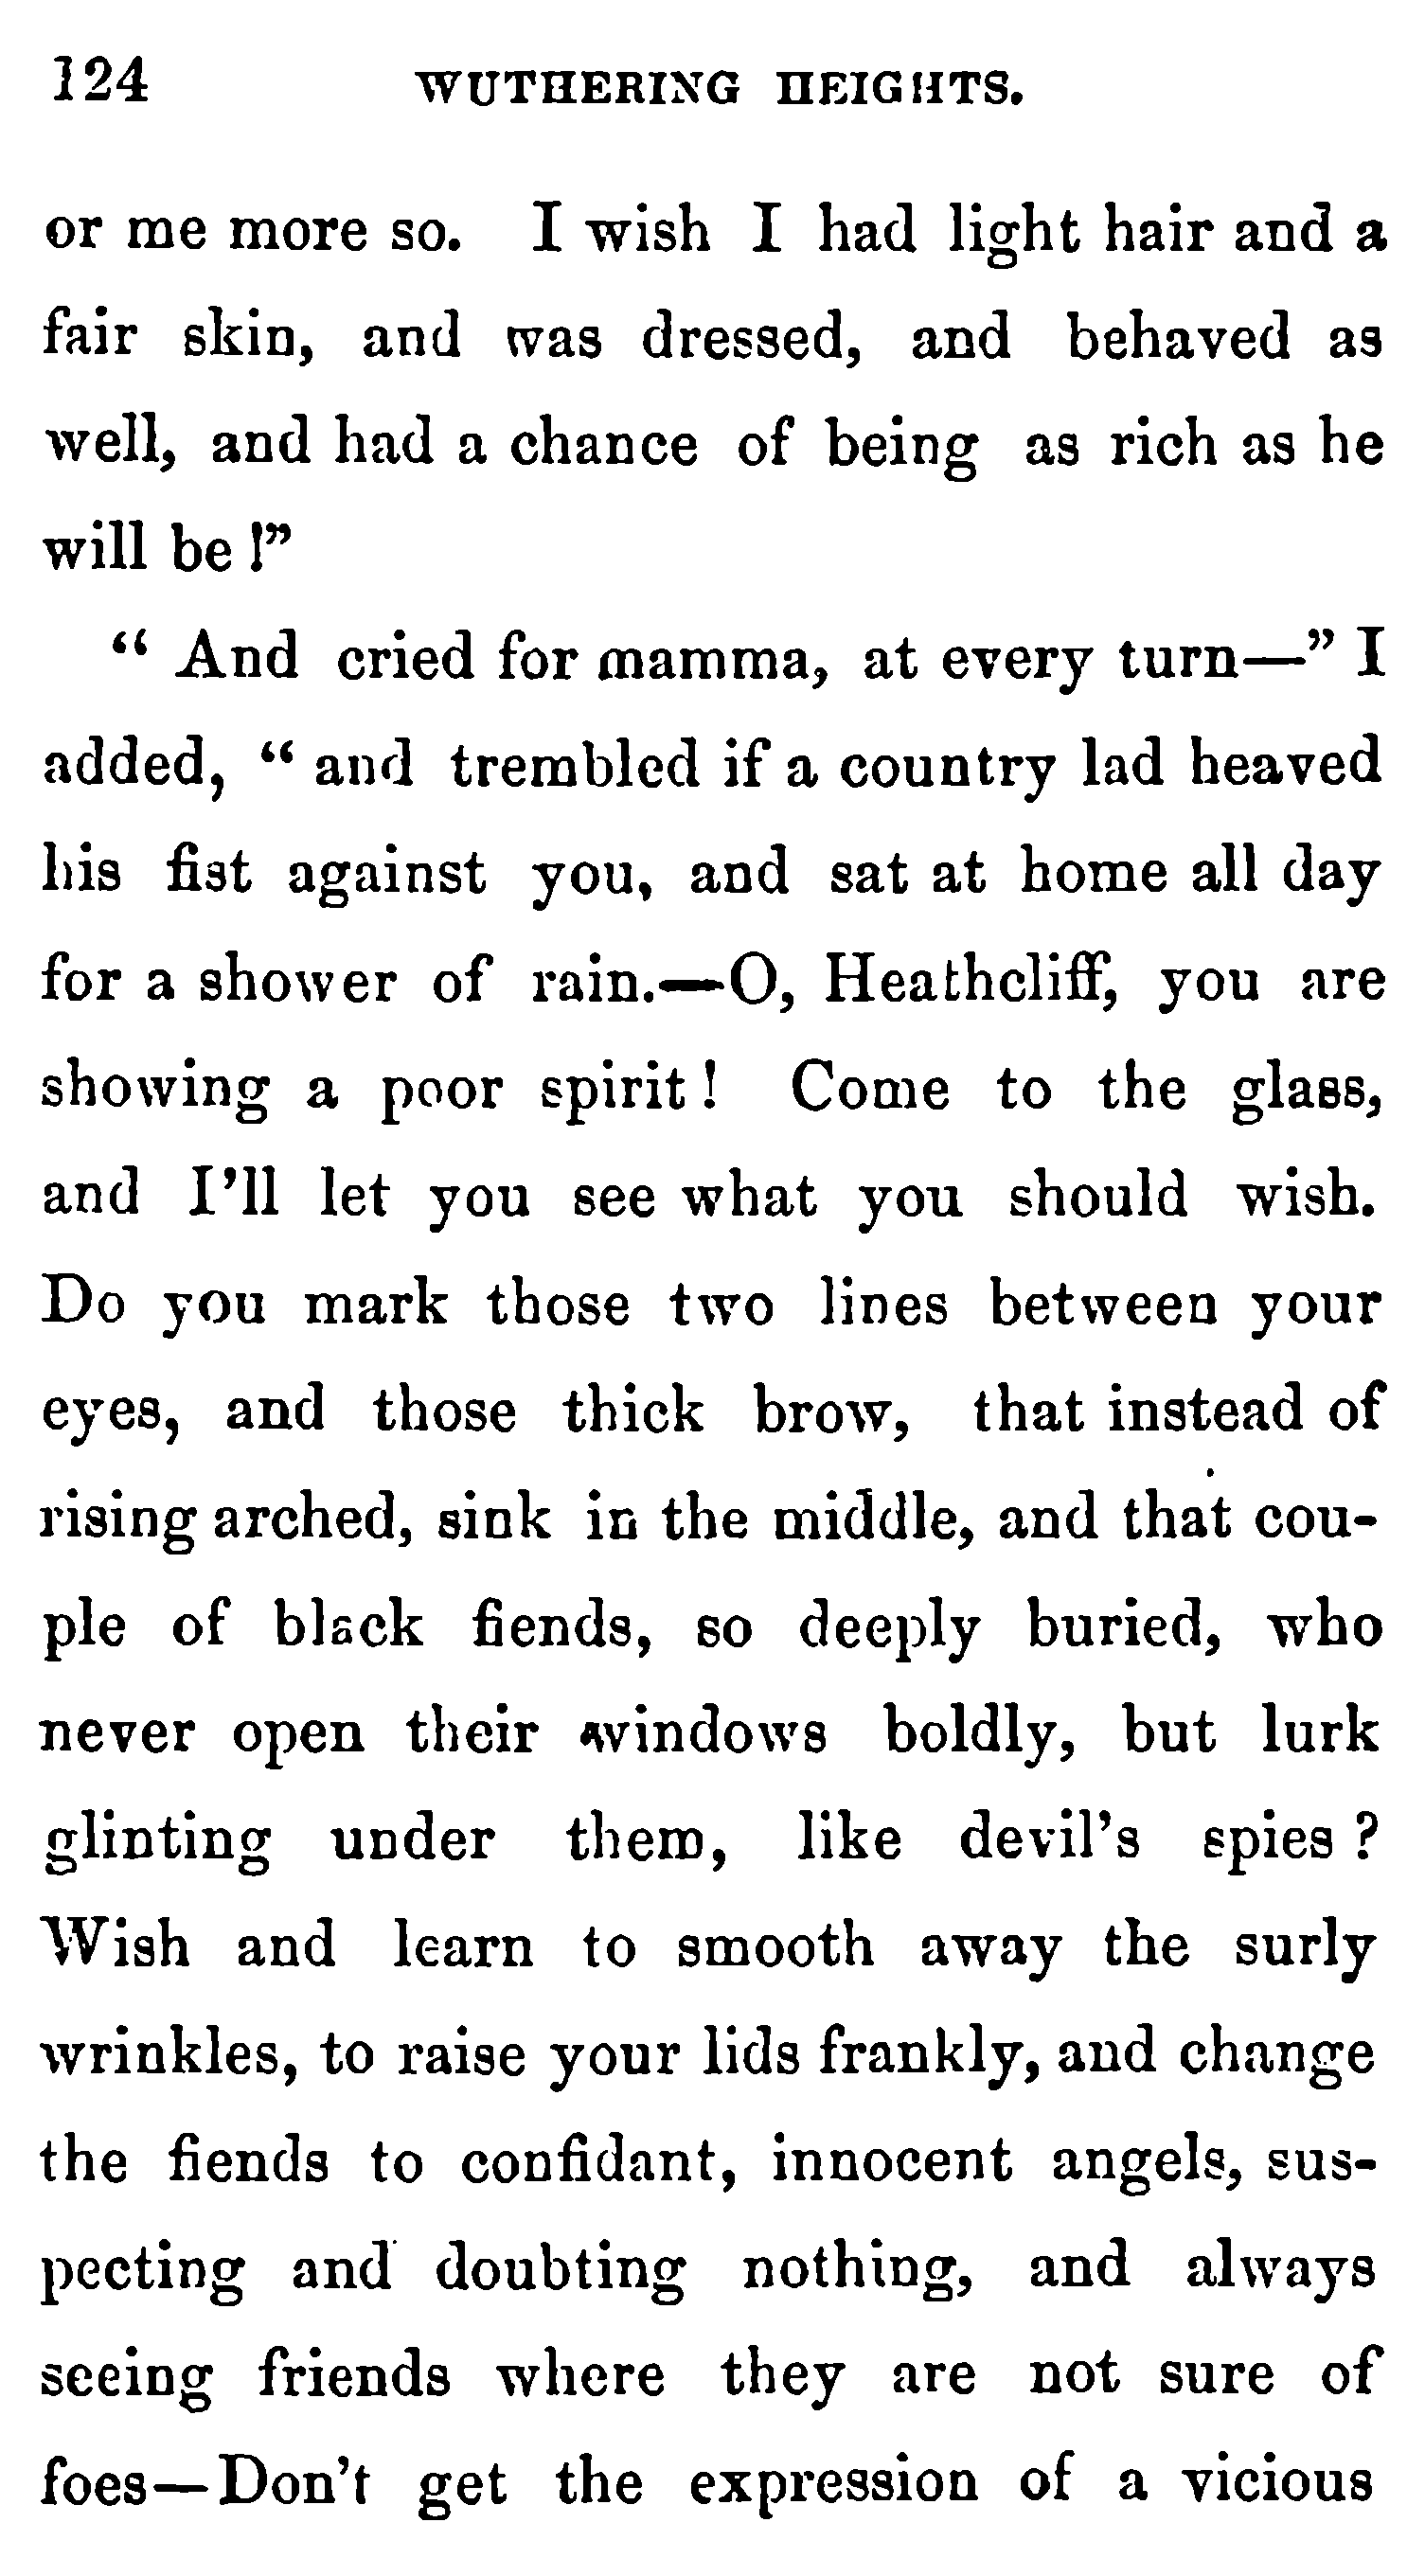 124 WUTHERING HEIGHTS.
or me more so. I wish I had light hair and a
fair skin, and was dressed, and behaved as
well, and had a chance of being as rich as he
will be!”
“ And cried for mamma, at every turn—” I
added, “ and trembled if a country lad heaved
his fist against you, and sat at home all day
for a shower of rain.—O, Heathcliff, you are
showing a poor spirit! Come to the glass,
and I’ll let you see what you should wish.
Do you mark those two lines between your
eyes, and those thick brow, that instead of
rising arched, sink in the middle, and that cou-
ple of black fiends, so deeply buried, who
never open their windows boldly, but lurk
glinting under them, like devil’s spies ?
Wish and learn to smooth away the surly
wrinkles, to raise your lids frankly, and change
the fiends to confidant, innocent angels, sus-
pecting and doubting nothing, and always
seeing friends where they are not sure of
foes—Don’t get the expression of a vicious